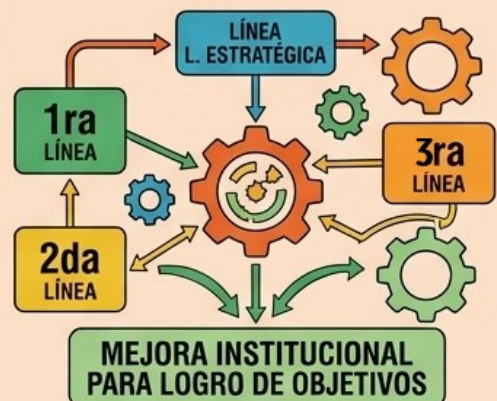 LÍNEA
L. ESTRATÉGICA
1ra
LÍNEA
3ra
LÍNEA
2da
LÍNEA
MEJORA INSTITUCIONAL
PARA LOGRO DE OBJETIVOS